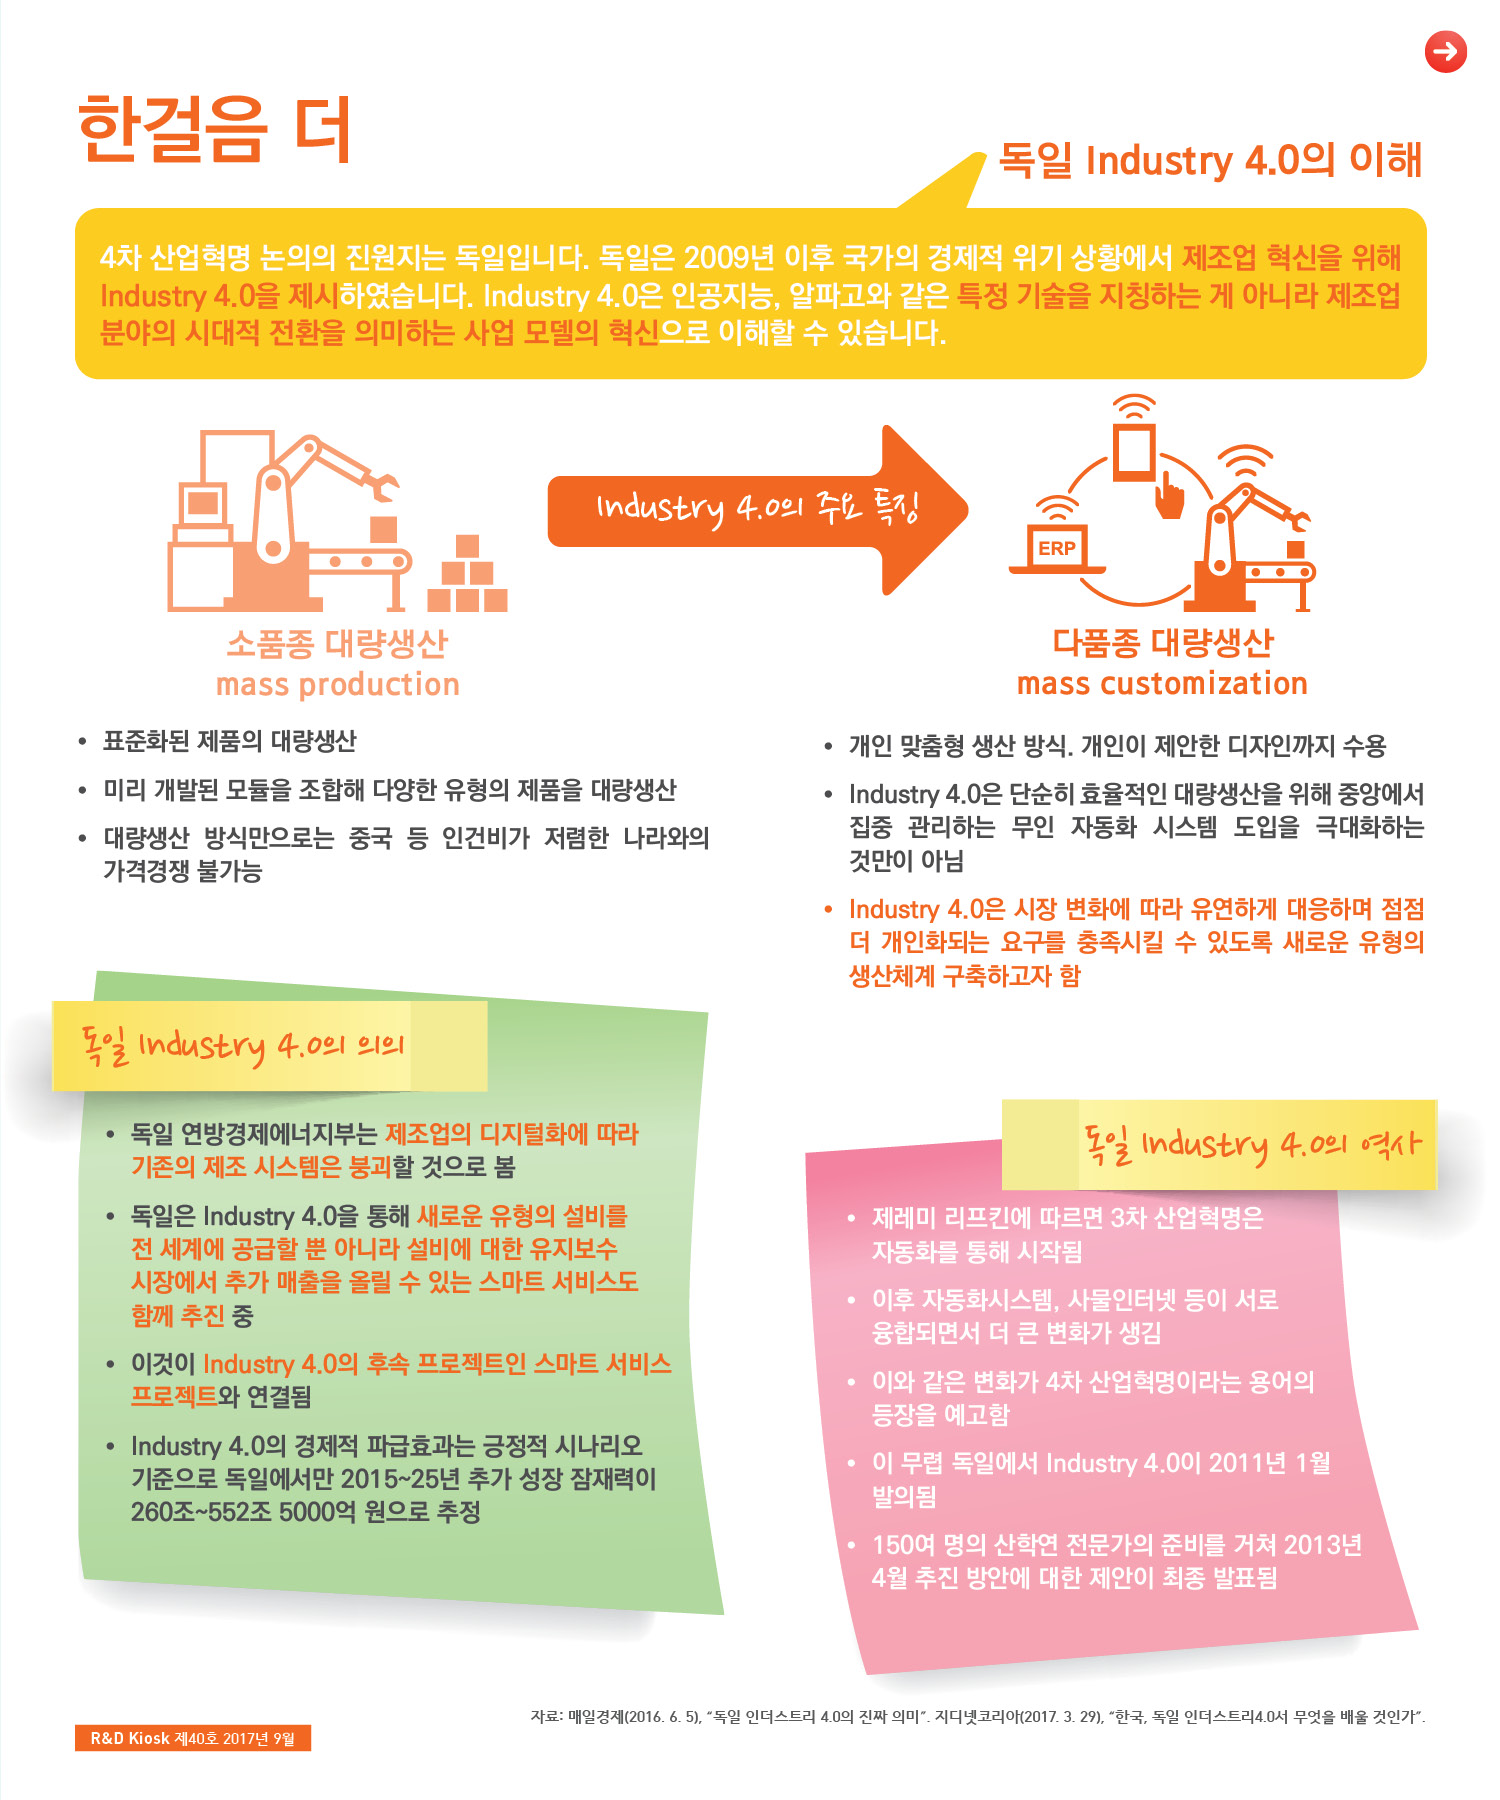 한걸음 더
독일 Industry 4.0의 이해
4차 산업혁명 논의의 진원지는 독일입니다. 독일은 2009년 이후 국가의 경제적 위기 상황에서 제조업 혁신을 위해
Industry 4.0을 제시하였습니다. Industry 4.0은 인공지능, 알파고와 같은 특정 기술을 지칭하는 게 아니라 제조업
분야의 시대적 전환을 의미하는 사업 모델의 혁신으로 이해할 수 있습니다.
Industry 4.0의 주요 특징
ERP
소품종 대량생산
mass production
• 표준화된 제품의 대량생산
• 미리 개발된 모듈을 조합해 다양한 유형의 제품을 대량생산
• 대량생산 방식만으로는 중국 등 인건비가 저렴한 나라와의
가격경쟁 불가능
다품종 대량생산
mass customization
• 개인 맞춤형 생산 방식. 개인이 제안한 디자인까지 수용
• Industry 4.0은 단순히 효율적인 대량생산을 위해 중앙에서
집중 관리하는 무인 자동화 시스템 도입을 극대화하는
것만이 아님
• Industry 4.0은 시장 변화에 따라 유연하게 대응하며 점점
더 개인화되는 요구를 충족시킬 수 있도록 새로운 유형의
생산체계 구축하고자 함
독일 Industry 4.0의 의의
• 독일 연방경제에너지부는 제조업의 디지털화에 따라
기존의 제조 시스템은 붕괴할 것으로 봄
• 독일은 Industry 4.0을 통해 새로운 유형의 설비를
전 세계에 공급할 뿐 아니라 설비에 대한 유지보수
시장에서 추가 매출을 올릴 수 있는 스마트 서비스도
함께 추진 중
• 이것이 Industry 4.0의 후속 프로젝트인 스마트 서비스
프로젝트와 연결됨
• Industry 4.0의 경제적 파급효과는 긍정적 시나리오
기준으로 독일에서만 2015~25년 추가 성장 잠재력이
260조~552조 5000억 원으로 추정
독일 Industry 4.0의 역사
• 제레미 리프킨에 따르면 3차 산업혁명은
자동화를 통해 시작됨
• 이후 자동화시스템, 사물인터넷 등이 서로
융합되면서 더 큰 변화가 생김
• 이와 같은 변화가 4차 산업혁명이라는 용어의
등장을 예고함
• 이 무렵 독일에서 Industry 4.0이 2011년 1월
발의됨
• 150여 명의 산학연 전문가의 준비를 거쳐 2013년
4월 추진 방안에 대한 제안이 최종 발표됨
자료: 매일경제(2016. 6. 5), “독일 인더스트리 4.0의 진짜 의미”. 지디넷코리아(2017. 3. 29), “한국, 독일 인더스트리4.0서 무엇을 배울 것인가”.
R&D Kiosk 제40호 2017년 9월